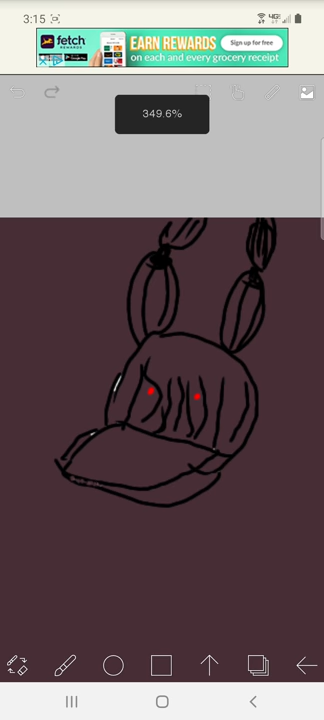 3:15
fetch REWARDS
EARN REWARDS
on each and every grocery receipt
Sign up for free
349.6%